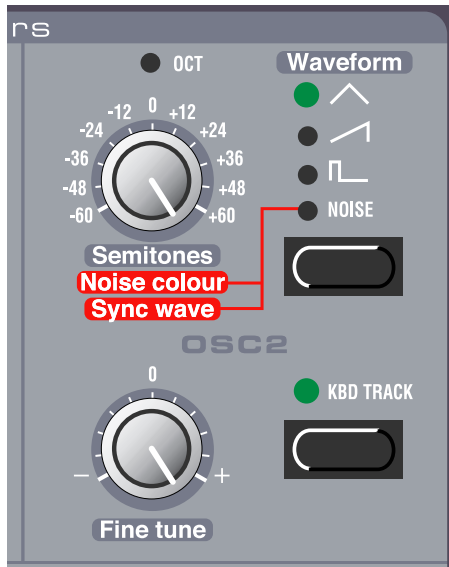 rs
OCT
Waveform
-12 0 +12
-24 +24
-36 +36
-48 +48
-60 +60
NOISE
Semitones
Noise colour
Sync wave
OSC2
0
KBD TRACK
- +
Fine tune